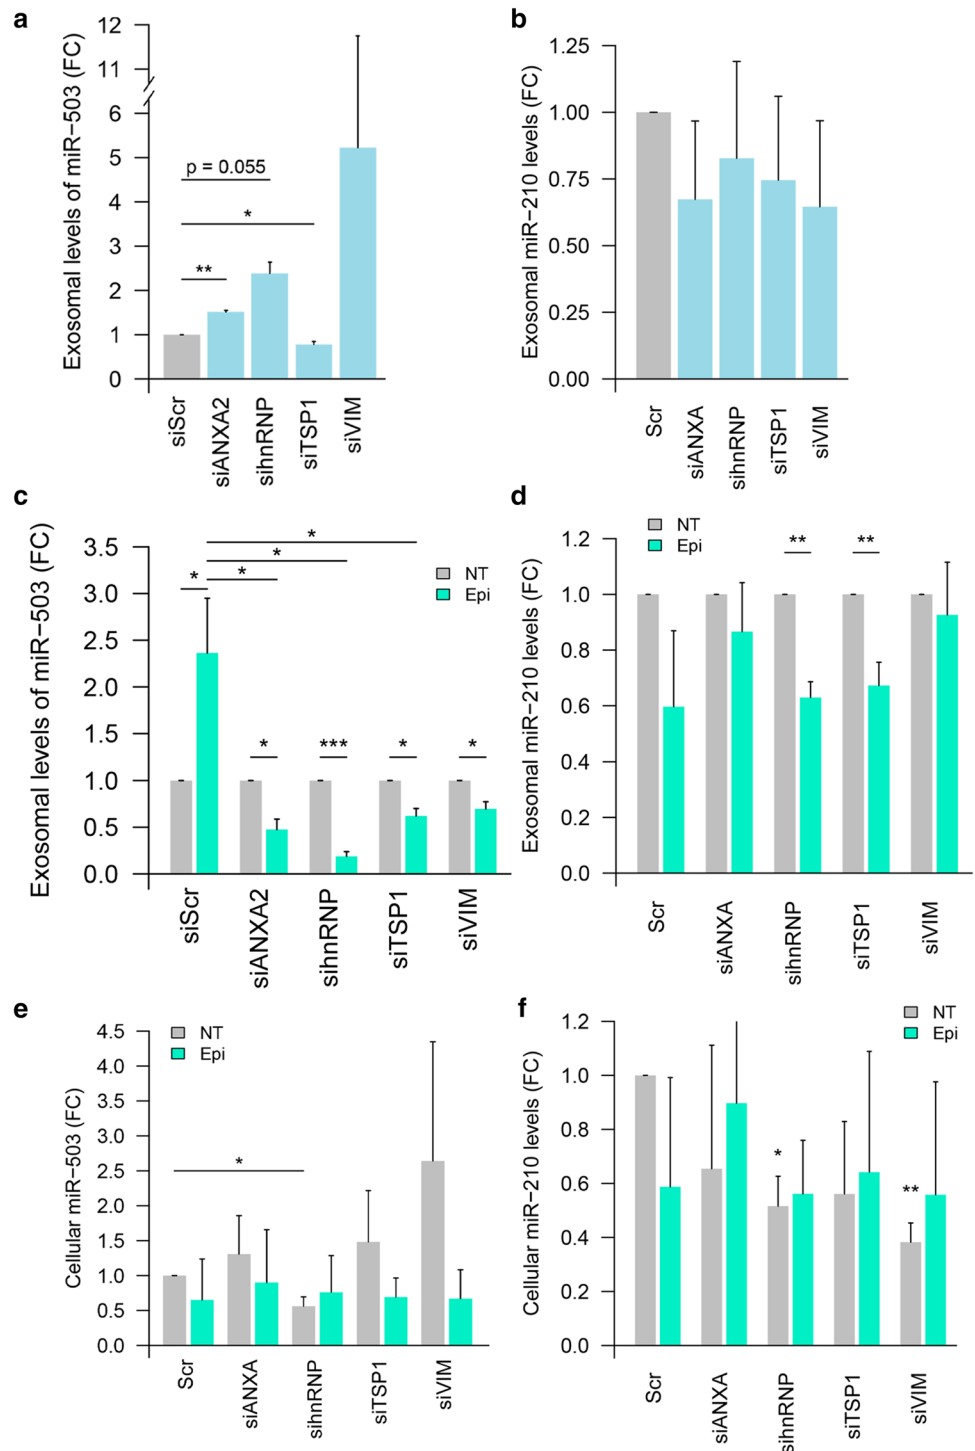 a
Exosomal levels of miR−503 (FC)
12
11
6
5
4
3
2
1
0
p = 0.055
*
**
siScr
siANXA2
sihnRNP
siTSP1
siVIM
b
Exosomal miR−210 levels (FC)
1.25
1.00
0.75
0.50
0.25
0.00
Scr
siANXA
sihnRNP
siTSP1
siVIM
c
Exosomal levels of miR−503 (FC)
3.5
3.0
2.5
2.0
1.5
1.0
0.5
0.0
NT
Epi
*
*
*
*
*
***
*
*
siScr
siANXA2
sihnRNP
siTSP1
siVIM
d
Exosomal miR−210 levels (FC)
NT
Epi
1.2
1.0
0.8
0.6
0.4
0.2
0.0
**
**
Scr
siANXA
sihnRNP
siTSP1
siVIM
e
Cellular miR−503 (FC)
4.5
4.0
3.5
3.0
2.5
2.0
1.5
1.0
0.5
0.0
NT
Epi
*
Scr
siANXA
sihnRNP
siTSP1
siVIM
f
Cellular miR−210 levels (FC)
NT
Epi
1.2
1.0
0.8
0.6
0.4
0.2
0.0
*
**
Scr
siANXA
sihnRNP
siTSP1
siVIM